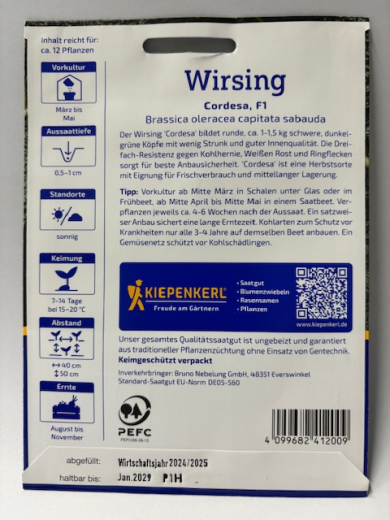 Inhalt reicht für:
ca. 12 Pflanzen
Vorkultur
März bis
Mai
Aussaattiefe
0,5–1 cm
Standorte
sonnig
Keimung
7–14 Tage
bei 15–20 °C
Abstand
40 cm
50 cm
Ernte
August bis
November
Wirsing
Cordesa, F1
Brassica oleracea capitata sabauda
Der Wirsing 'Cordesa' bildet runde, ca. 1-1,5 kg schwere, dunkel-
grüne Köpfe mit wenig Strunk und guter Innenqualität. Die Drei-
fach-Resistenz gegen Kohlhernie, Weißen Rost und Ringflecken
sorgt für beste Anbausicherheit. 'Cordesa' ist eine Herbstsorte
mit Eignung für Frischverbrauch und mittellanger Lagerung.
Tipp: Vorkultur ab Mitte März in Schalen unter Glas oder im
Frühbeet, ab Mitte April bis Mitte Mai in einem Saatbeet. Ver-
pflanzen jeweils ca. 4-6 Wochen nach der Aussaat. Ein satzwei-
ser Anbau sichert eine lange Erntezeit. Kohlarten zum Schutz vor
Krankheiten nur alle 3-4 Jahre auf demselben Beet anbauen. Ein
Gemüsenetz schützt vor Kohlschädlingen.
KIEPENKERL®
Freude am Gärtnern
• Saatgut
• Blumenzwiebeln
• Rasensamen
• Pflanzen
www.kiepenkerl.de
Unser gesamtes Qualitätssaatgut ist ungebeizt und garantiert
aus traditioneller Pflanzenzüchtung ohne Einsatz von Gentechnik.
Keimgeschützt verpackt
Inverkehrbringer: Bruno Nebelung GmbH, 48351 Everswinkel
Standard-Saatgut EU-Norm DE05-560
PEFC
4 099682 412009
abgefüllt: Wirtschaftsjahr 2024/2025
haltbar bis: Jan.2029 P1H